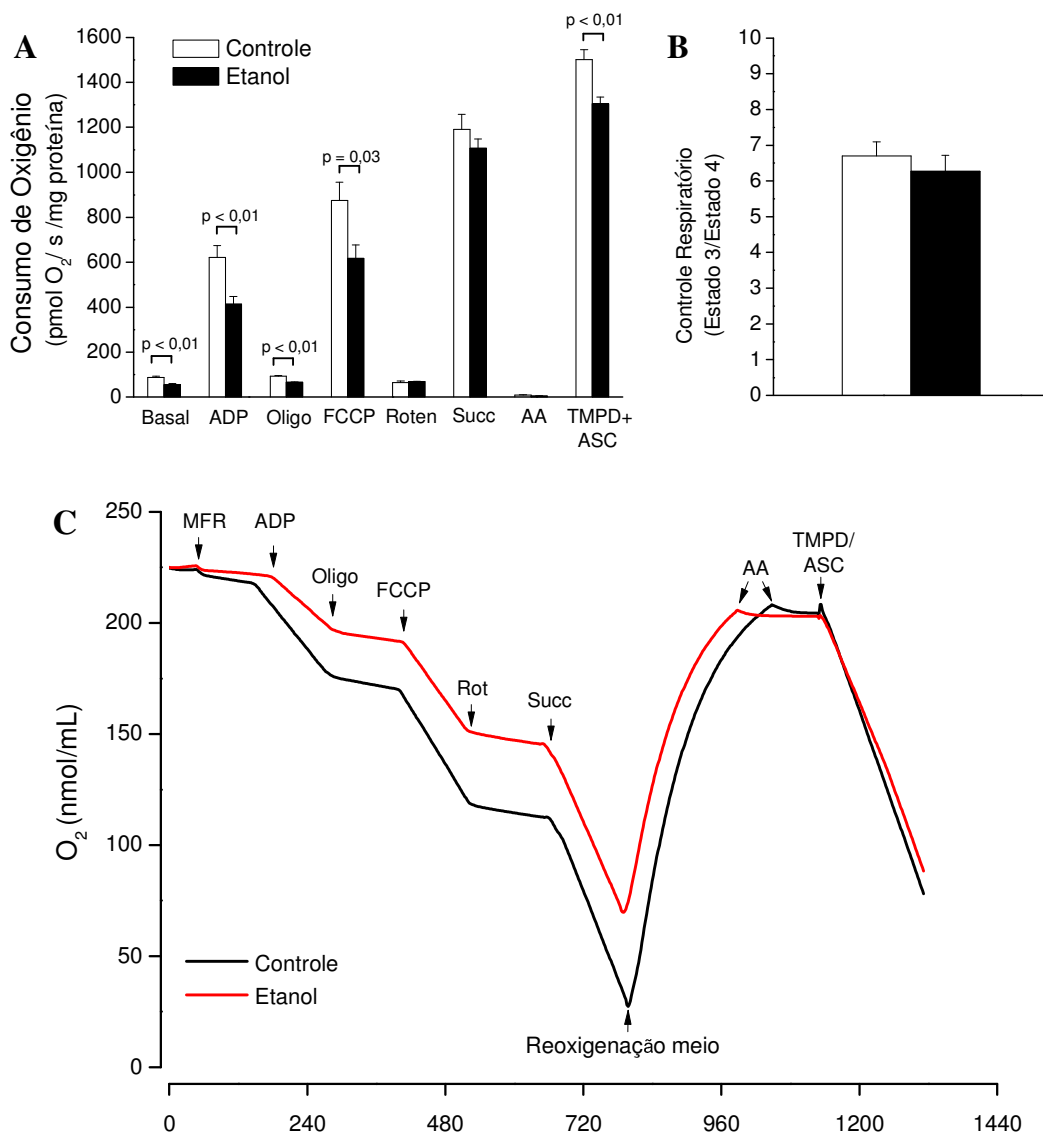 A
Consumo de Oxigênio
(pmol O₂/ s /mg proteína)
1600
1400
1200
1000
800
600
400
200
0
Controle
Etanol
p < 0,01
p < 0,01
p < 0,01
p = 0,03
p < 0,01
Basal ADP Oligo FCCP Roten Succ AA TMPD+
ASC
B
Controle Respiratório
(Estado 3/Estado 4)
10
9
8
7
6
5
4
3
2
1
0
C
O₂ (nmol/mL)
250
200
150
100
50
0
MFR
ADP
Oligo
FCCP
Rot
Succ
AA
TMPD/
ASC
Controle
Etanol
Reoxigenação meio
0 240 480 720 960 1200 1440